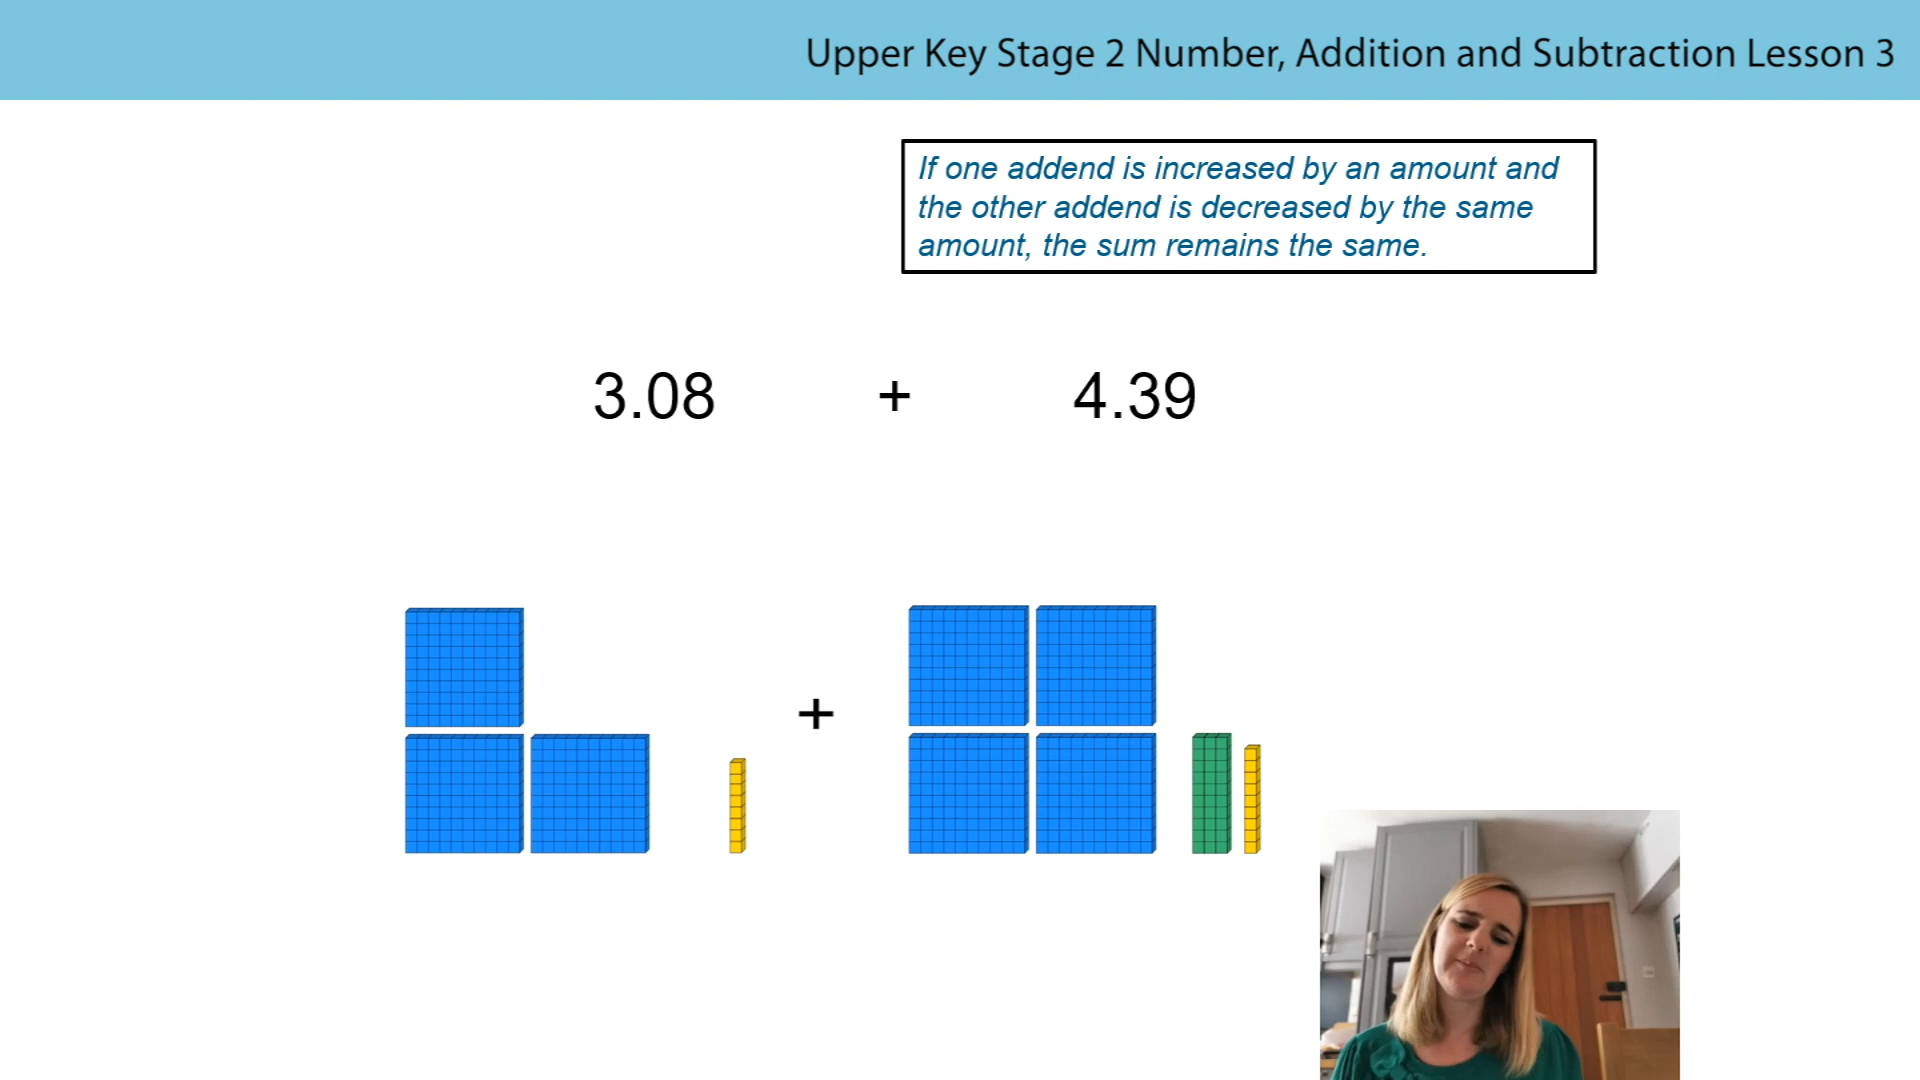 Upper Key Stage 2 Number, Addition and Subtraction Lesson 3
If one addend is increased by an amount and
the other addend is decreased by the same
amount, the sum remains the same.
3.08 + 4.39
+